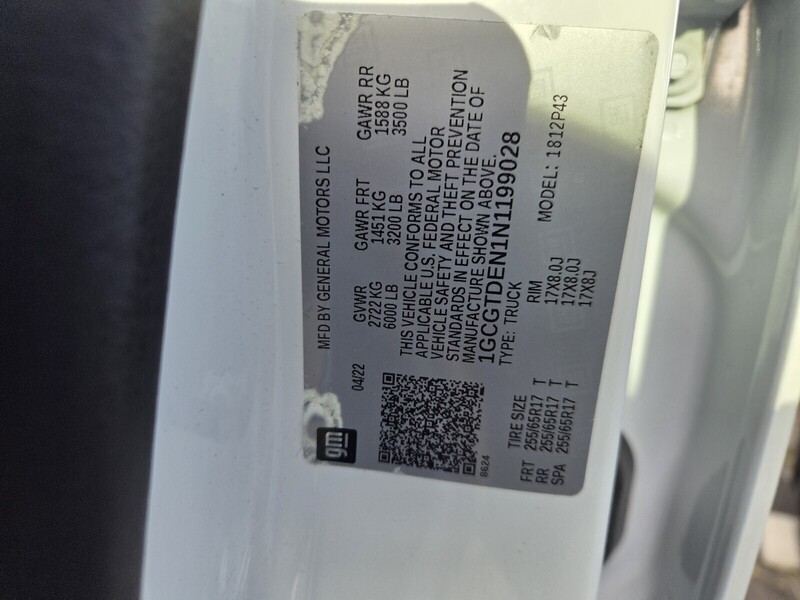 MFD BY GENERAL MOTORS LLC
04/22
GVWR GAWR FRT GAWR RR
2722 KG 1451 KG 1588 KG
6000 LB 3200 LB 3500 LB
THIS VEHICLE CONFORMS TO ALL
APPLICABLE U.S. FEDERAL MOTOR
VEHICLE SAFETY AND THEFT PREVENTION
STANDARDS IN EFFECT ON THE DATE OF
MANUFACTURE SHOWN ABOVE.
1GCGTDEN1N1199028
TYPE: TRUCK MODEL: 1812P43
gm
8624
TIRE SIZE RIM
FRT 255/65R17 T 17X8.0J
RR 255/65R17 T 17X8.0J
SPA 255/65R17 T 17X8J